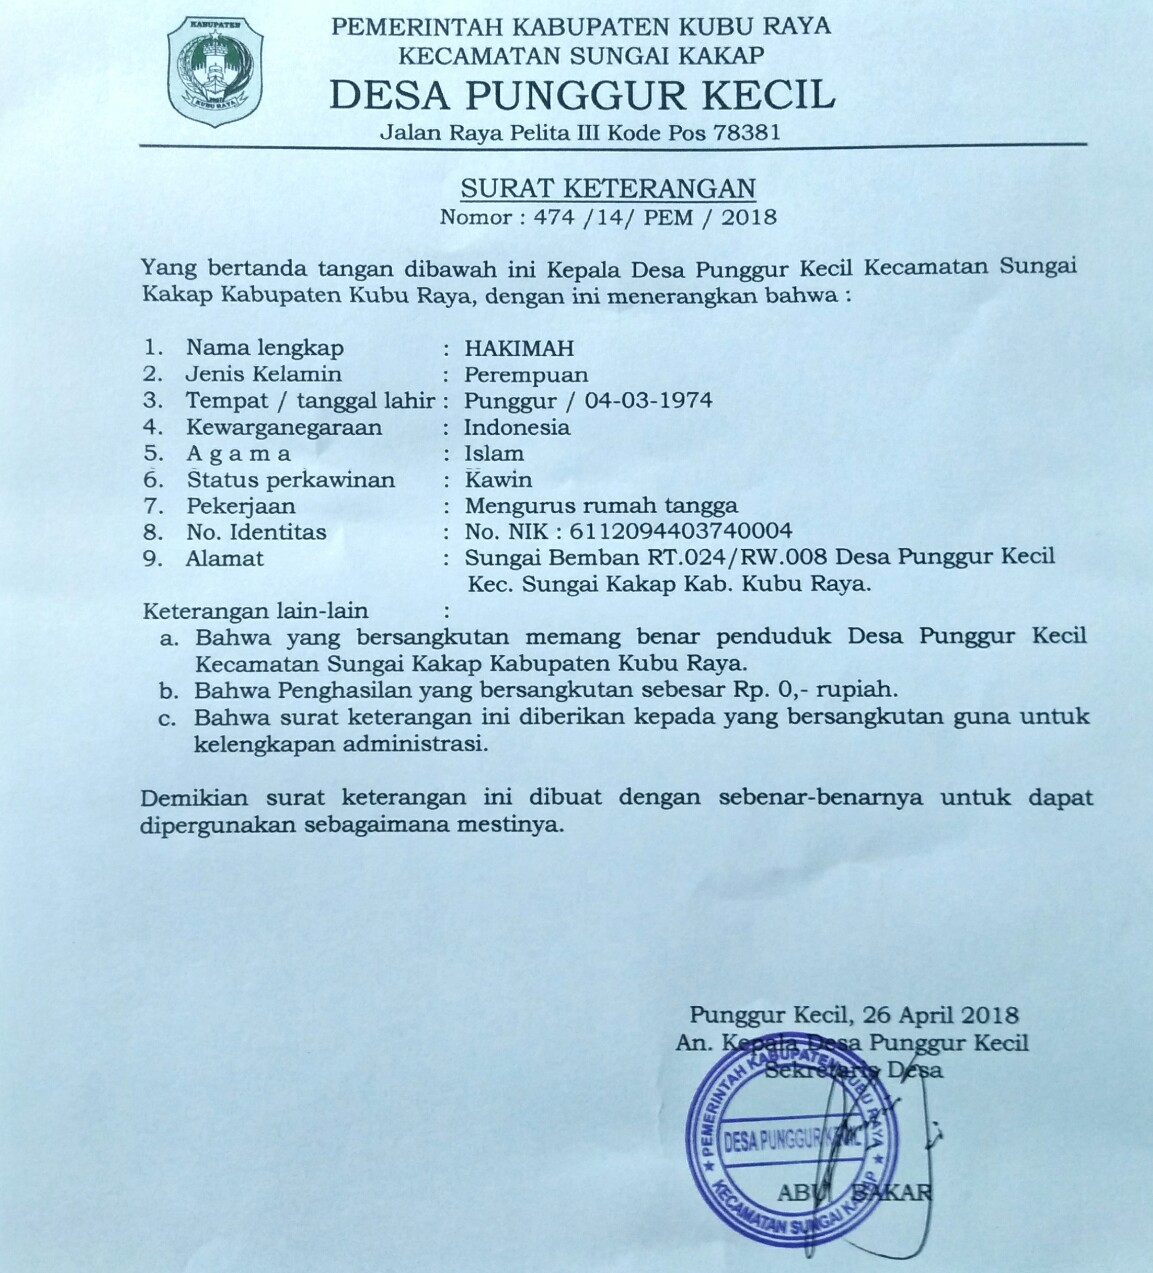 KABUPATEN
KUBU RAYA
PEMERINTAH KABUPATEN KUBU RAYA
KECAMATAN SUNGAI KAKAP
DESA PUNGGUR KECIL
Jalan Raya Pelita III Kode Pos 78381
SURAT KETERANGAN
Nomor : 474 /14/ PEM / 2018
Yang bertanda tangan dibawah ini Kepala Desa Punggur Kecil Kecamatan Sungai
Kakap Kabupaten Kubu Raya, dengan ini menerangkan bahwa :
1. Nama lengkap : HAKIMAH
2. Jenis Kelamin : Perempuan
3. Tempat / tanggal lahir : Punggur / 04-03-1974
4. Kewarganegaraan : Indonesia
5. A g a m a : Islam
6. Status perkawinan : Kawin
7. Pekerjaan : Mengurus rumah tangga
8. No. Identitas : No. NIK : 6112094403740004
9. Alamat : Sungai Bemban RT.024/RW.008 Desa Punggur Kecil
Kec. Sungai Kakap Kab. Kubu Raya.
Keterangan lain-lain :
a. Bahwa yang bersangkutan memang benar penduduk Desa Punggur Kecil
Kecamatan Sungai Kakap Kabupaten Kubu Raya.
b. Bahwa Penghasilan yang bersangkutan sebesar Rp. 0,- rupiah.
c. Bahwa surat keterangan ini diberikan kepada yang bersangkutan guna untuk
kelengkapan administrasi.
Demikian surat keterangan ini dibuat dengan sebenar-benarnya untuk dapat
dipergunakan sebagaimana mestinya.
Punggur Kecil, 26 April 2018
An. Kepala Desa Punggur Kecil
Sekretaris Desa
PEMERINTAH KABUPATEN KUBU RAYA
DESA PUNGGUR KECIL
KECAMATAN SUNGAI KAKAP
ABU BAKAR